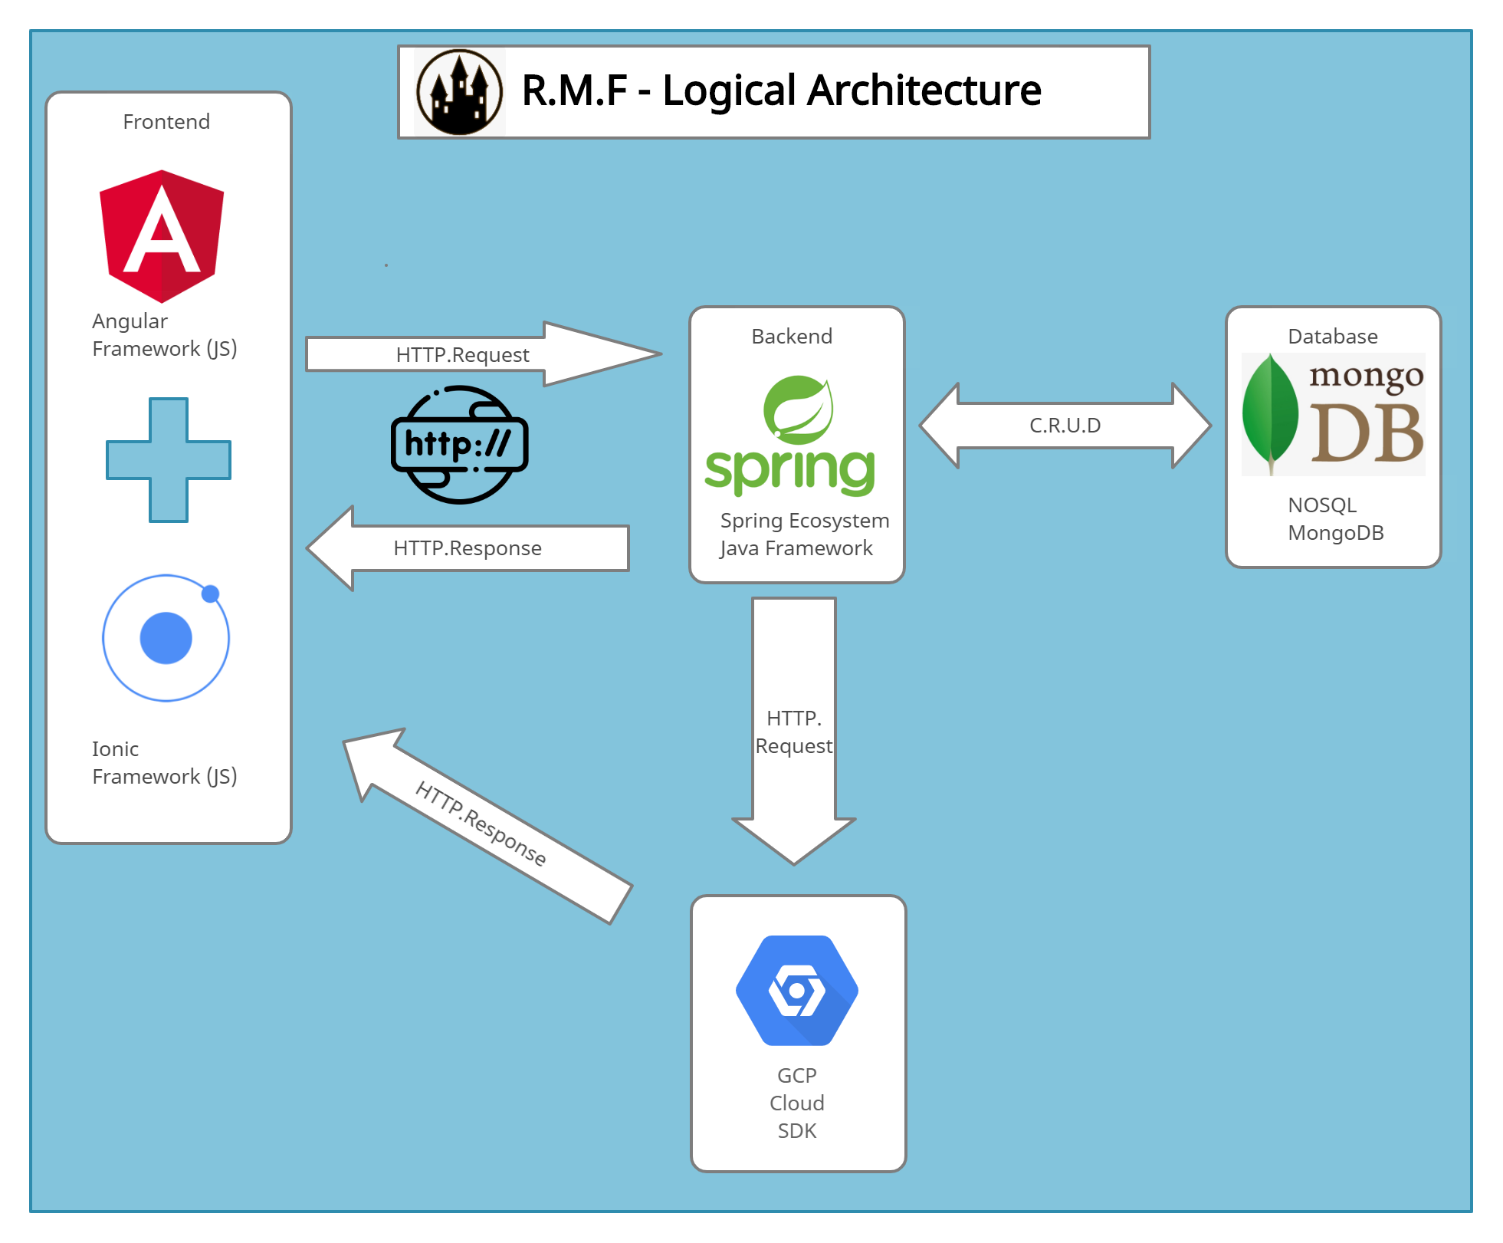 R.M.F - Logical Architecture
Frontend
A
Angular
Framework (JS)
Ionic
Framework (JS)
HTTP.Request
http://
HTTP.Response
Backend
spring
Spring Ecosystem
Java Framework
C.R.U.D
Database
mongo
DB
NOSQL
MongoDB
HTTP.
Request
HTTP.Response
GCP
Cloud
SDK